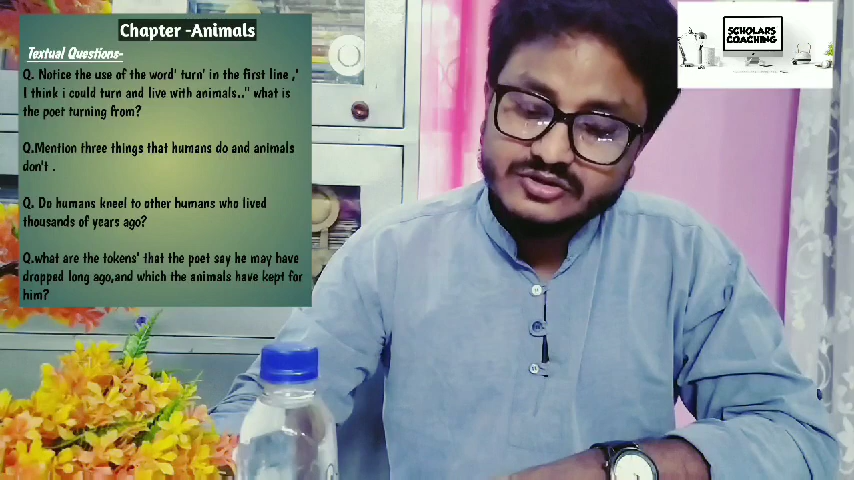 Chapter -Animals
Textual Questions-
Q. Notice the use of the word' turn' in the first line ,'
I think i could turn and live with animals.." what is
the poet turning from?
Q.Mention three things that humans do and animals
don't .
Q. Do humans kneel to other humans who lived
thousands of years ago?
Q.what are the tokens' that the poet say he may have
dropped long ago,and which the animals have kept for
him?
SCHOLARS
COACHING